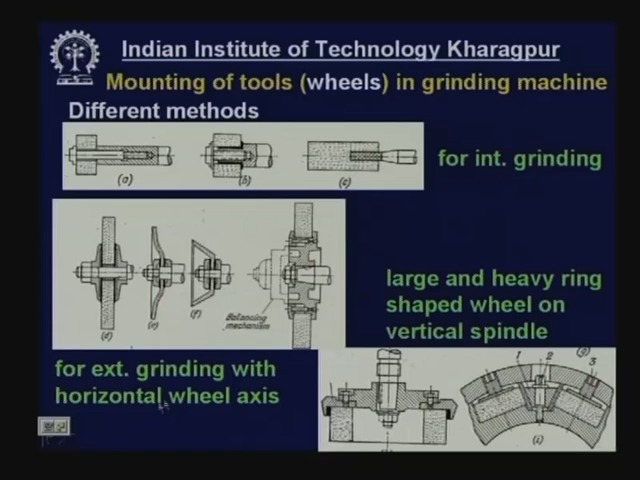 Indian Institute of Technology Kharagpur
Mounting of tools (wheels) in grinding machine
Different methods
(a)
(b)
(c)
for int. grinding
(d)
(e)
(f)
Balancing
mechanism
large and heavy ring
shaped wheel on
vertical spindle
for ext. grinding with
horizontal wheel axis
1
2
(g)
3
(i)